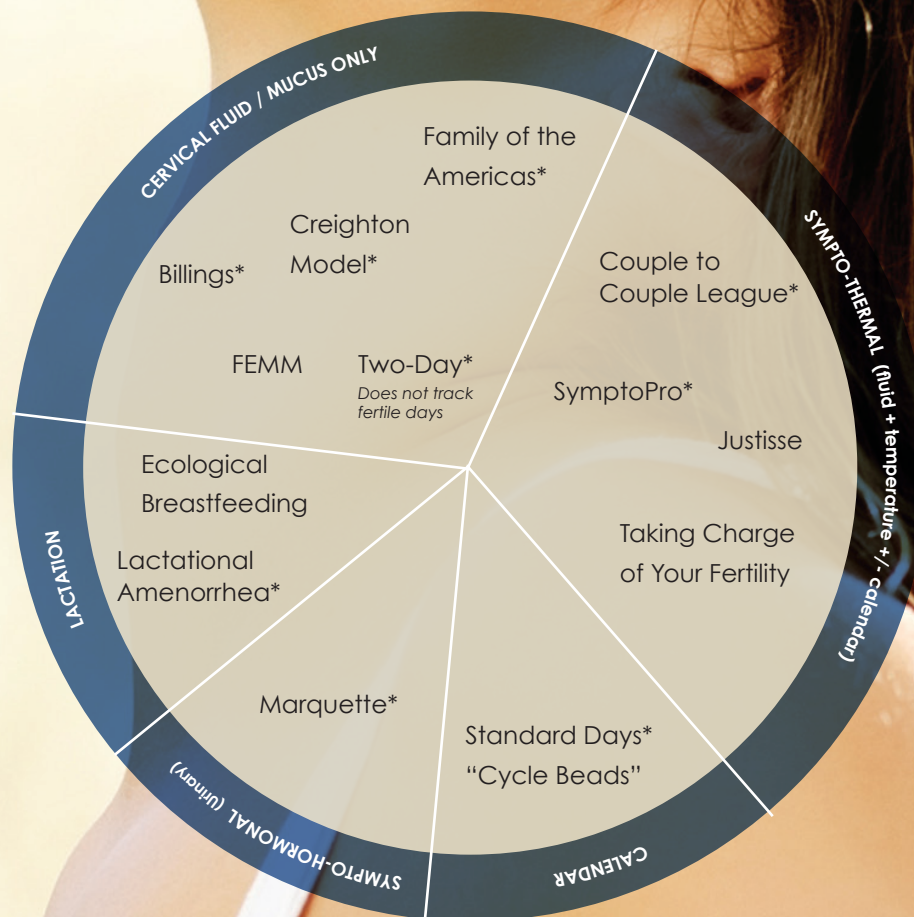 CERVICAL FLUID / MUCUS ONLY
Family of the
Americas*
Creighton
Model*
Billings*
FEMM
Two-Day*
Does not track
fertile days
SYMPTO-THERMAL (fluid + temperature +/- calendar)
Couple to
Couple League*
SymptoPro*
Justisse
Taking Charge
of Your Fertility
LACTATION
Ecological
Breastfeeding
Lactational
Amenorrhea*
SYMPTO-HORMONAL (Urinary)
Marquette*
CALENDAR
Standard Days*
“Cycle Beads”